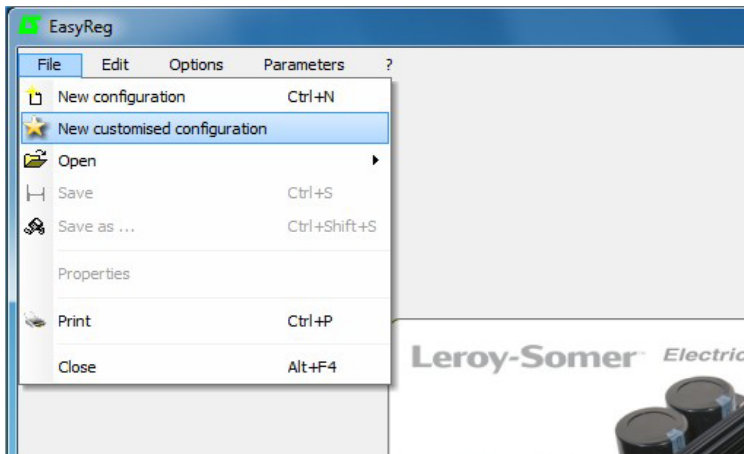 EasyReg
File Edit Options Parameters ?
New configuration Ctrl+N
New customised configuration
Open
Save Ctrl+S
Save as ... Ctrl+Shift+S
Properties
Print Ctrl+P
Close Alt+F4
Leroy-Somer Electric